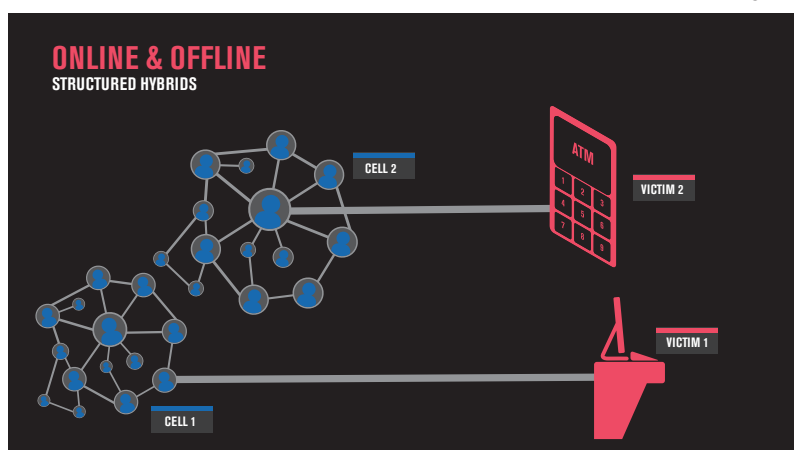 ONLINE & OFFLINE
STRUCTURED HYBRIDS
CELL 2
ATM
1 2 3
4 5 6
7 8 9
VICTIM 2
VICTIM 1
CELL 1